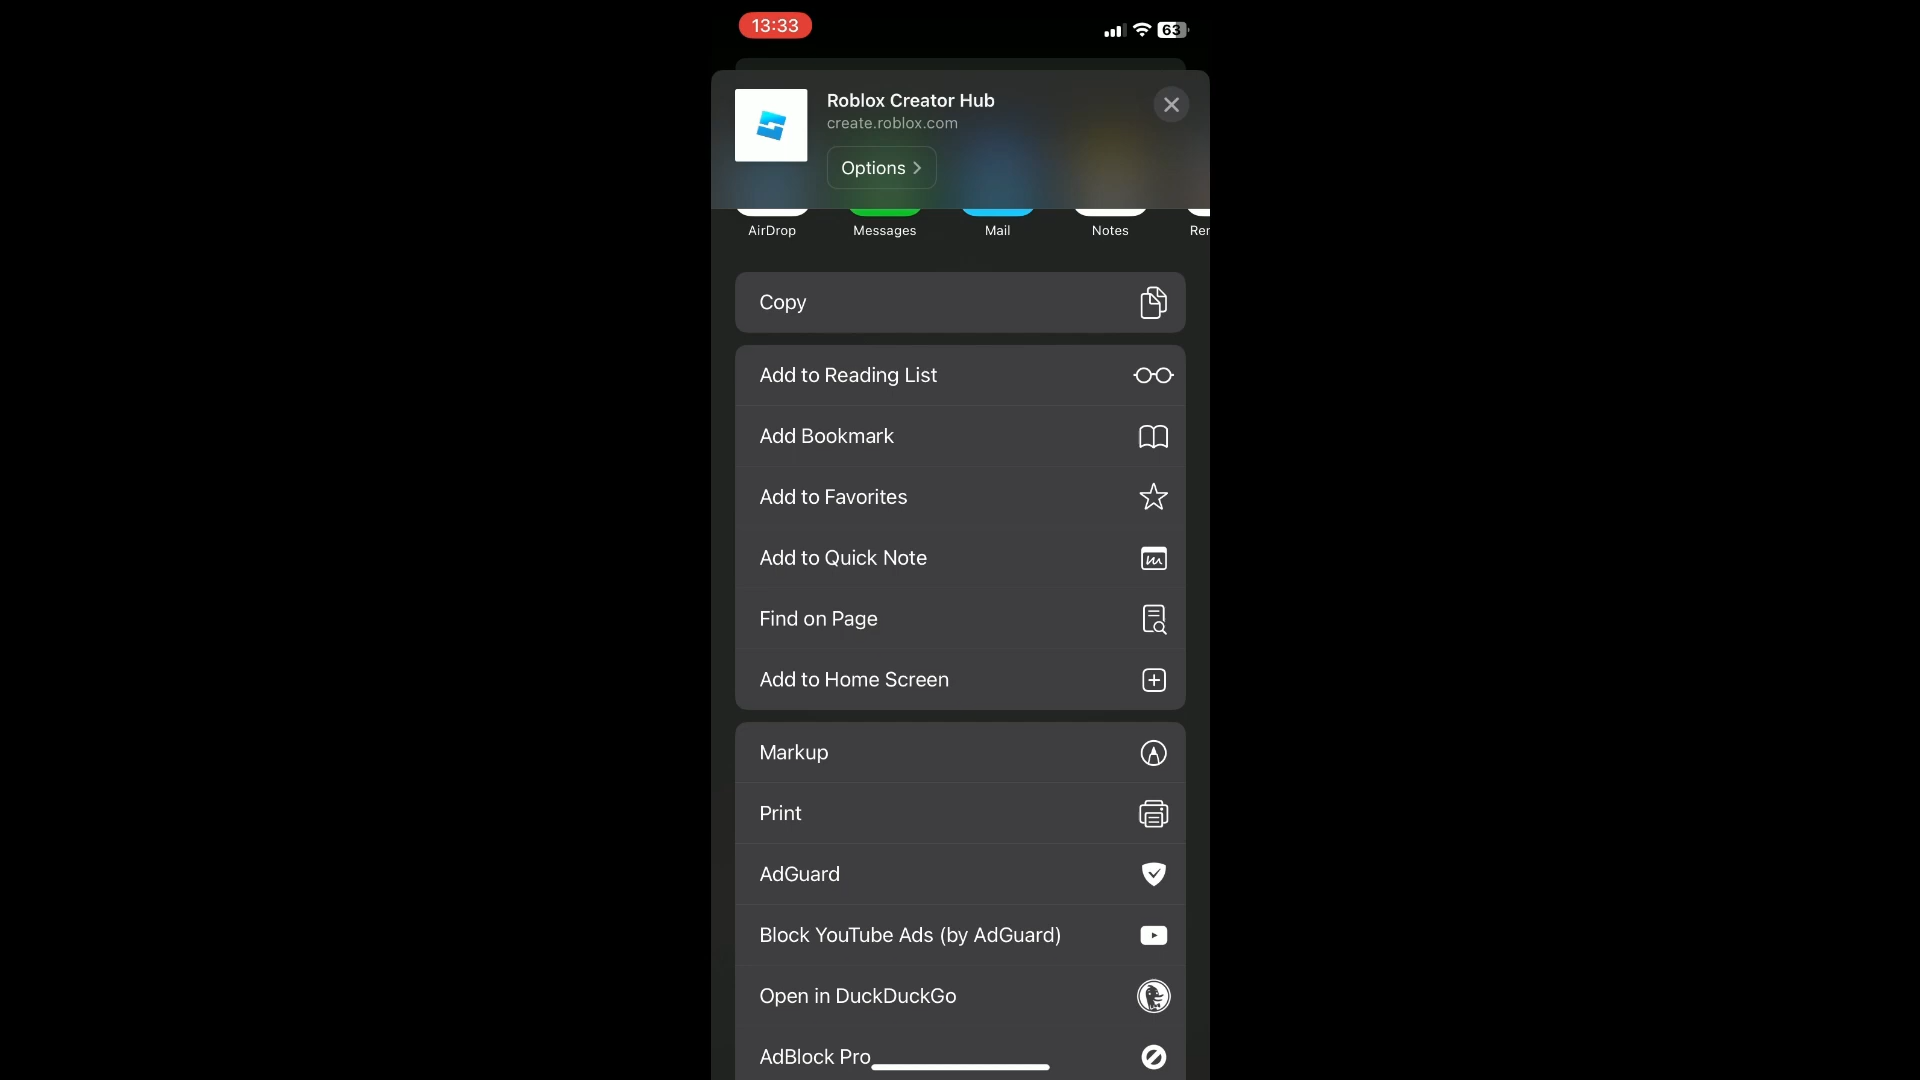 13:33
63
Roblox Creator Hub
create.roblox.com
Options
AirDrop
Messages
Mail
Notes
Rer
Copy
Add to Reading List
Add Bookmark
Add to Favorites
Add to Quick Note
Find on Page
Add to Home Screen
Markup
Print
AdGuard
Block YouTube Ads (by AdGuard)
Open in DuckDuckGo
AdBlock Pro